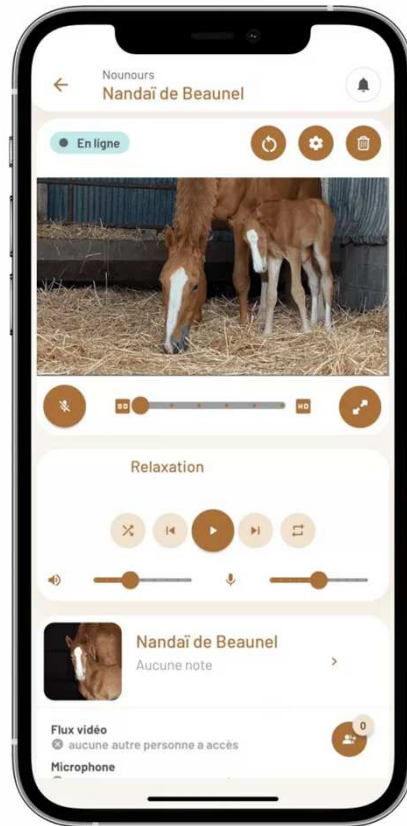 Nounours
Nandaï de Beaunel
En ligne
SD
HD
Relaxation
Nandaï de Beaunel
Aucune note
Flux vidéo
0
aucune autre personne a accès
Microphone